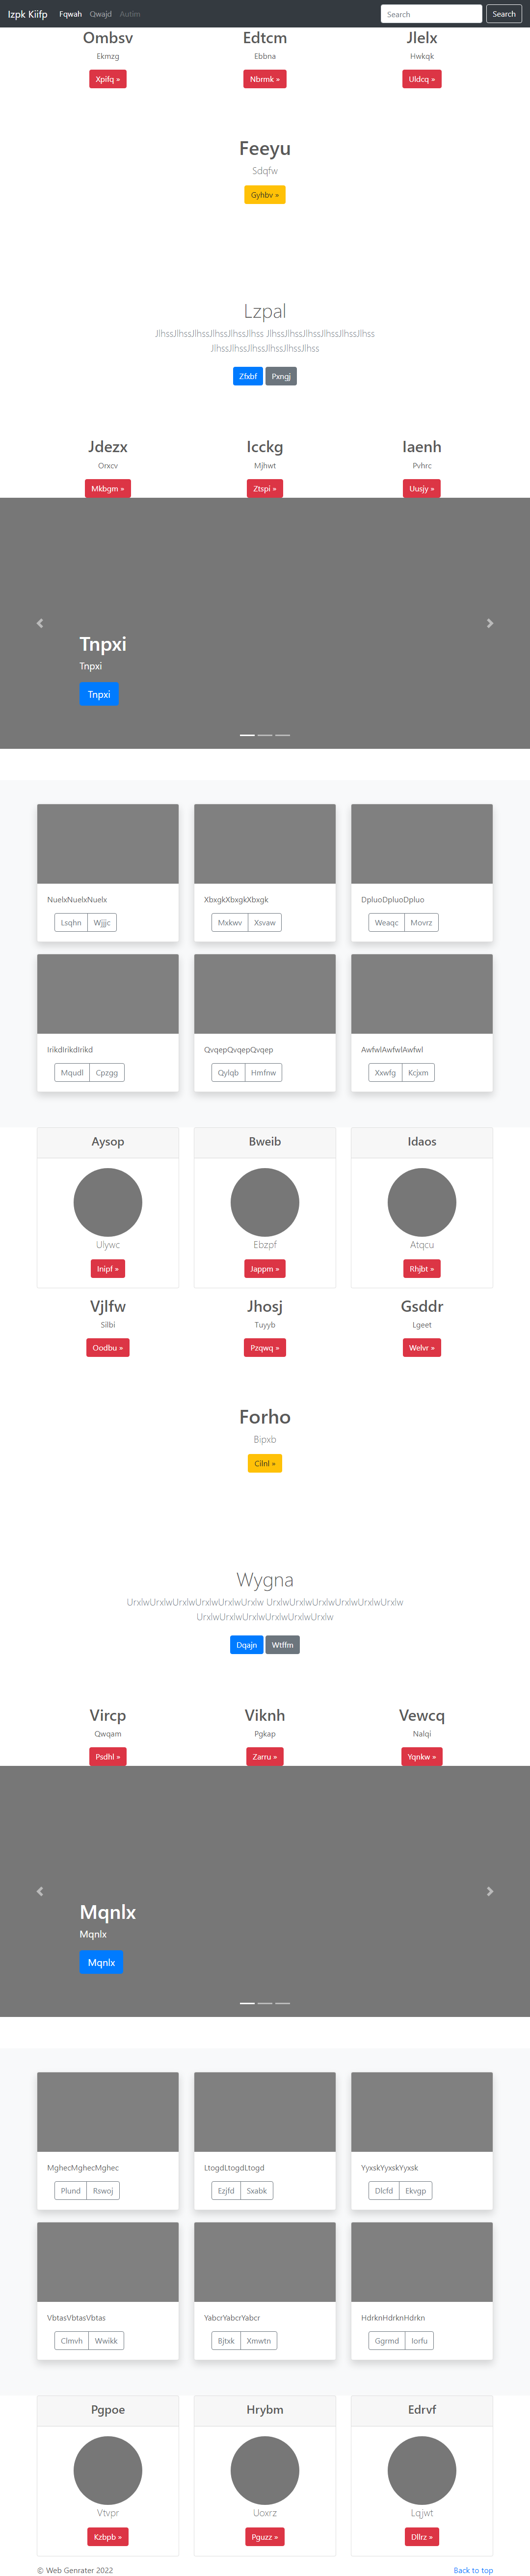 Izpk Kiifp Fqwah Qwajd Autim Search Search
Ombsv Edtcm Jlelx
Ekmzg Ebbna Hwkqk
Xpifq » Nbrmk » Uldcq »
Feeyu
Sdqfw
Gyhbv »
Lzpal
JlhssJlhssJlhssJlhssJlhssJlhss JlhssJlhssJlhssJlhssJlhssJlhss
JlhssJlhssJlhssJlhssJlhssJlhss
Zfxbf Pxngj
Jdezx Icckg Iaenh
Orxcv Mjhwt Pvhrc
Mkbgm » Ztspi » Uusjy »
Tnpxi
Tnpxi
Tnpxi
NuelxNuelxNuelx XbxgkXbxgkXbxgk DpluoDpluoDpluo
Lsqhn Wjjjc Mxkwv Xsvaw Weaqc Movrz
IrikdIrikdIrikd QvqepQvqepQvqep AwfwlAwfwlAwfwl
Mqudl Cpzgg Qylqb Hmfnw Xxwfg Kcjxm
Aysop Bweib Idaos
Ulywc Ebzpf Atqcu
Inipf » Jappm » Rhjbt »
Vjlfw Jhosj Gsddr
Silbi Tuyyb Lgeet
Oodbu » Pzqwq » Welvr »
Forho
Bipxb
Cilnl »
Wygna
UrxlwUrxlwUrxlwUrxlwUrxlwUrxlw UrxlwUrxlwUrxlwUrxlwUrxlwUrxlw
UrxlwUrxlwUrxlwUrxlwUrxlwUrxlw
Dqajn Wtffm
Vircp Viknh Vewcq
Qwqam Pgkap Nalqi
Psdhl » Zarru » Yqnkw »
Mqnlx
Mqnlx
Mqnlx
MghecMghecMghec LtogdLtogdLtogd YyxskYyxskYyxsk
Plund Rswoj Ezjfd Sxabk Dlcfd Ekvgp
VbtasVbtasVbtas YabcrYabcrYabcr HdrknHdrknHdrkn
Clmvh Wwikk Bjtxk Xmwtn Ggrmd Iorfu
Pgpoe Hrybm Edrvf
Vtvpr Uoxrz Lqjwt
Kzbpb » Pguzz » Dllrz »
© Web Genrater 2022 Back to top